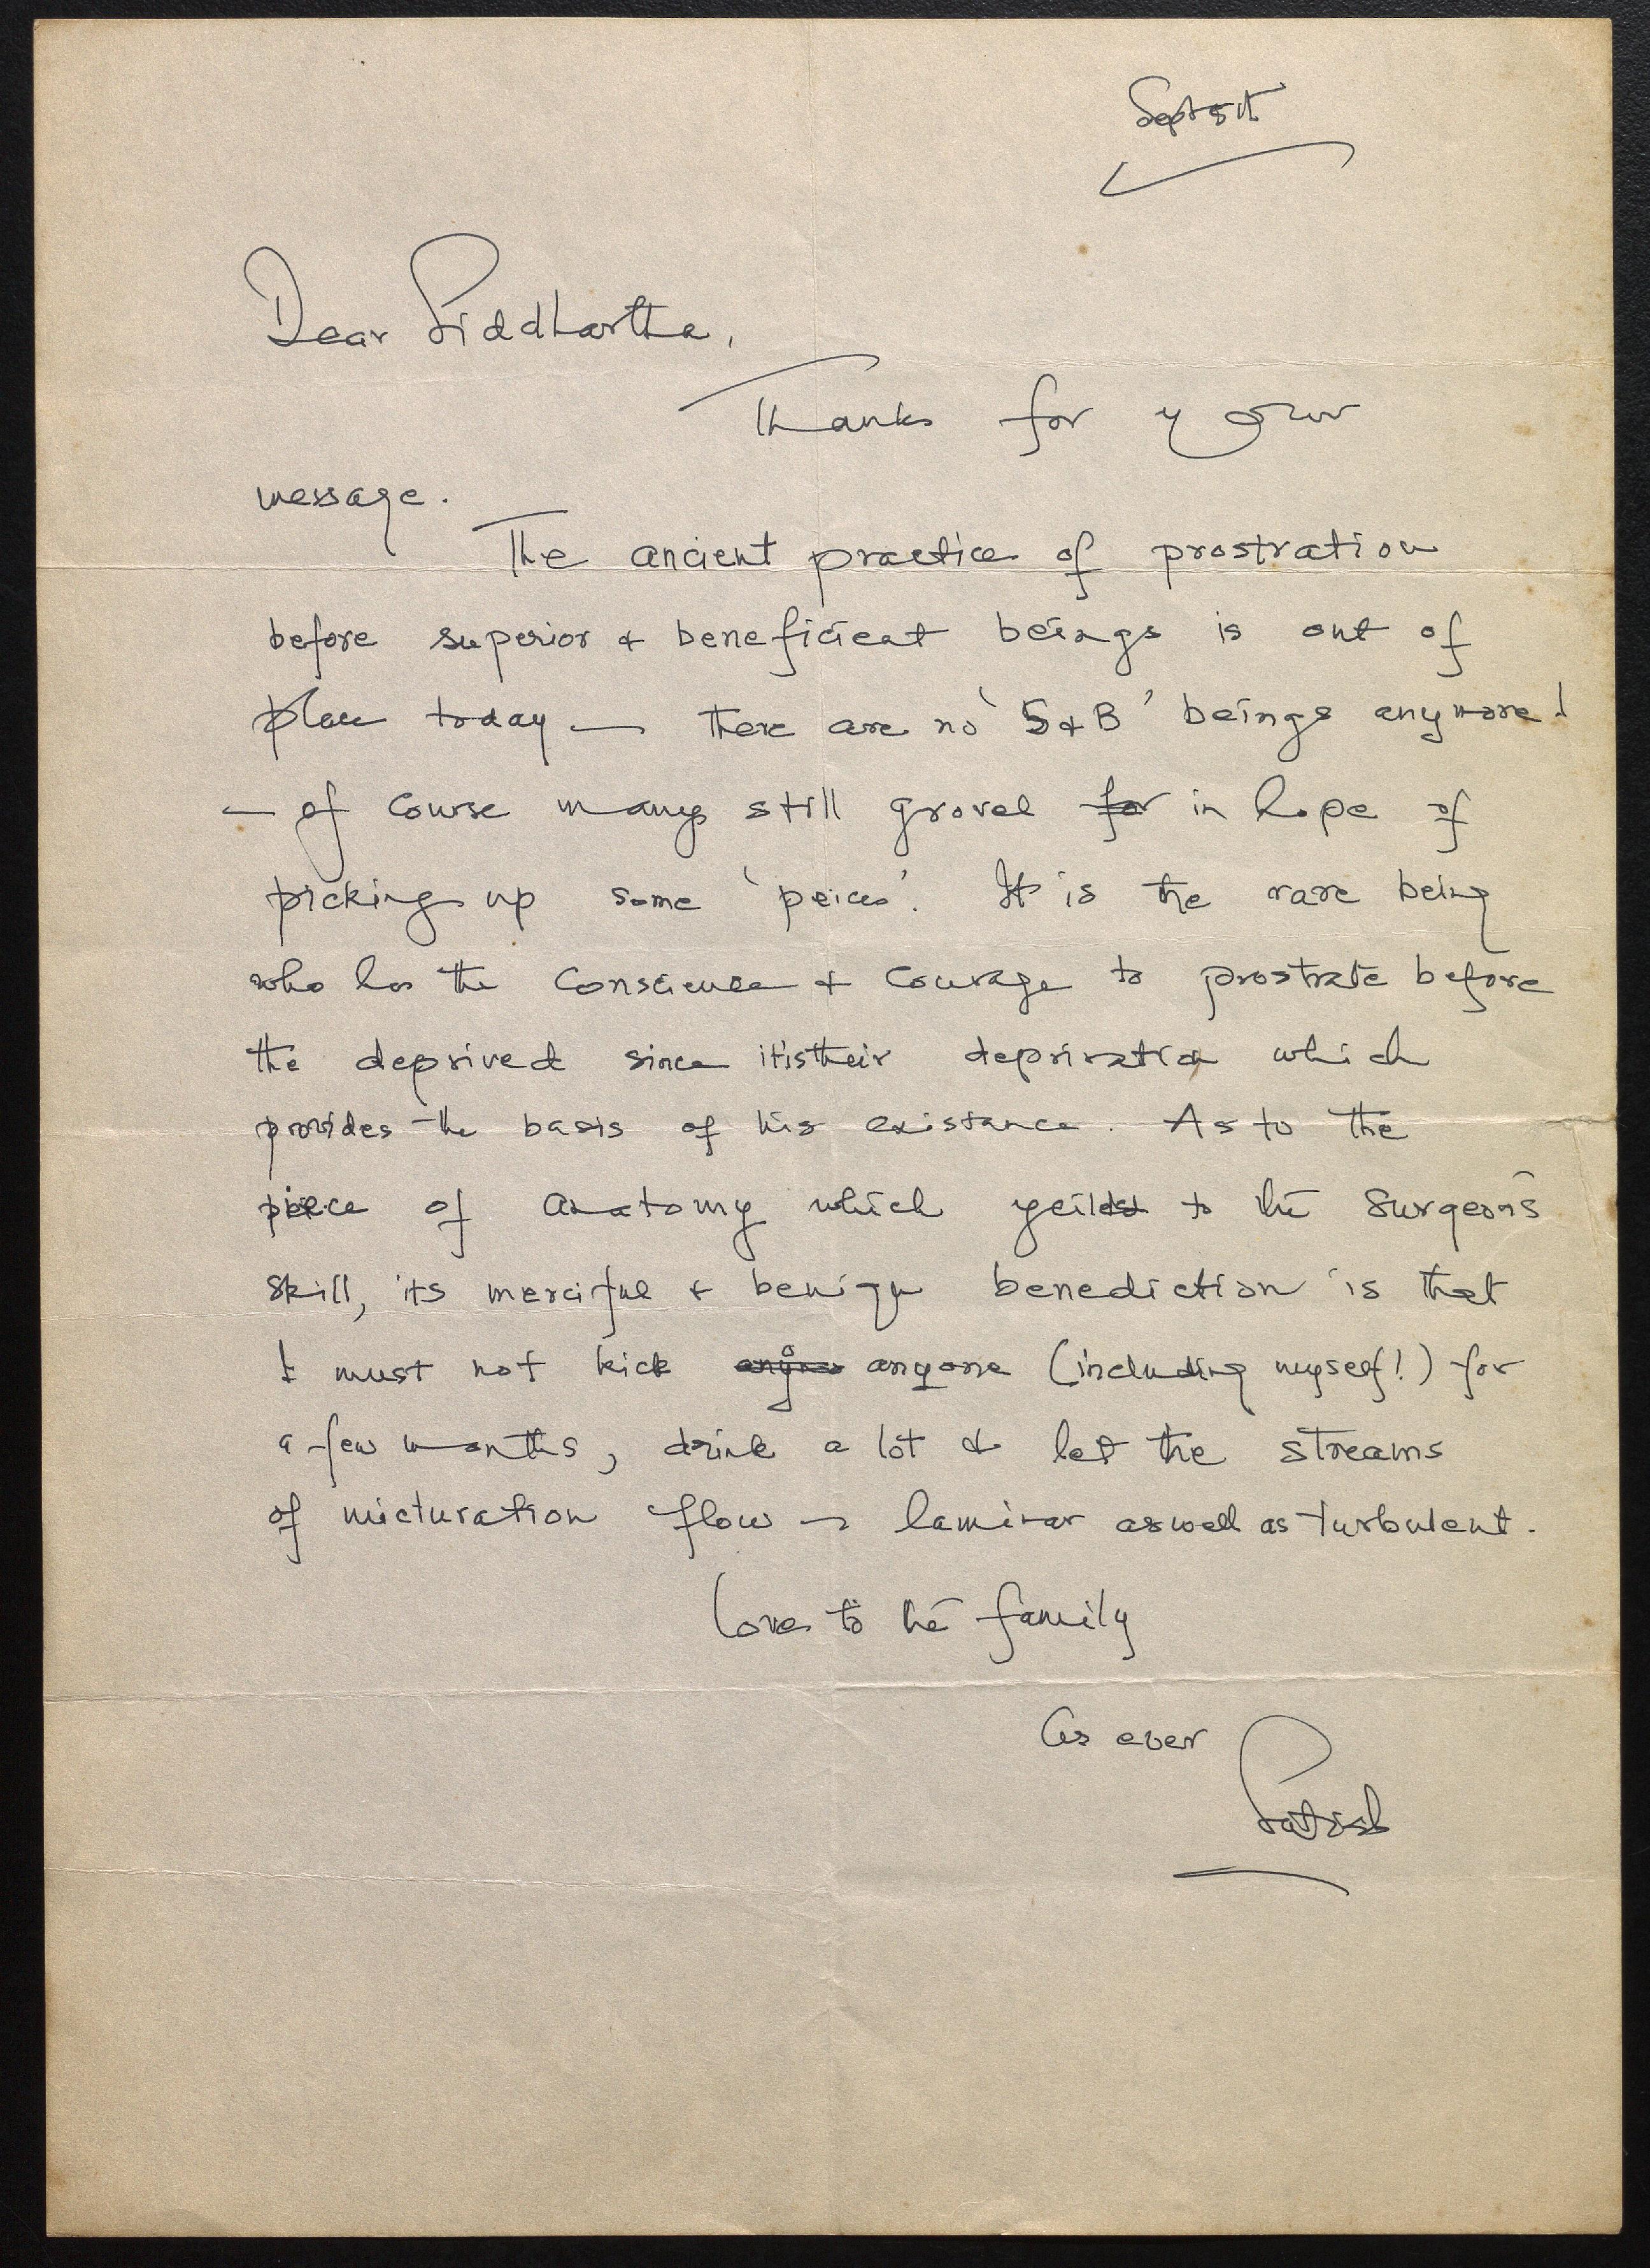 Sept 5th
Dear Siddhartha,
Thanks for your
message.
The ancient practice of prostration
before superior & beneficient beings is out of
place today — there are no 'S & B' beings anymore!
— of course many still grovel for in hope of
picking up some 'peices'. It is the rare being
who has the conscience & courage to prostrate before
the deprived since it is their deprivation which
provides the basis of his existance. As to the
piece of anatomy which yeilds to the surgeon's
skill, its merciful & benign benediction is that
I must not kick anyone (including myself!) for
a few months, drink a lot & let the streams
of micturation flow — laminar as well as turbulent.
Love to the family
As ever
Satish